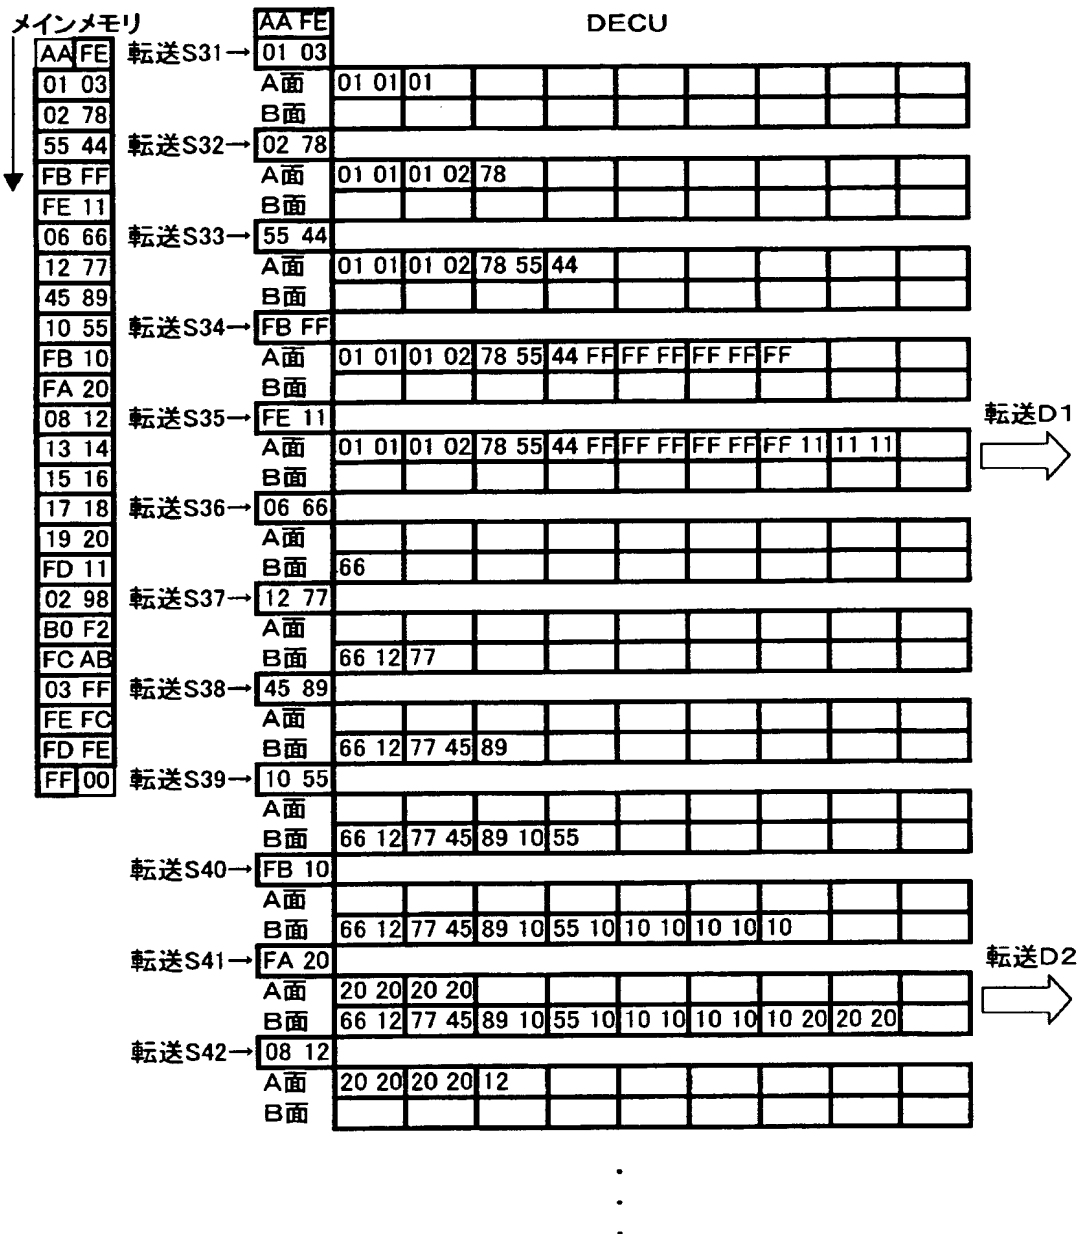 メインメモリ AA FE DECU
AA FE 転送S31→ 01 03
01 03 A面 01 01 01
02 78 B面
55 44 転送S32→ 02 78
FB FF A面 01 01 01 02 78
FE 11 B面
06 66 転送S33→ 55 44
12 77 A面 01 01 01 02 78 55 44
45 89 B面
10 55 転送S34→ FB FF
FB 10 A面 01 01 01 02 78 55 44 FF FF FF FF FF FF
FA 20 B面
08 12 転送S35→ FE 11 転送D1
13 14 A面 01 01 01 02 78 55 44 FF FF FF FF FF FF 11 11 11
15 16 B面
17 18 転送S36→ 06 66
19 20 A面
FD 11 B面 66
02 98 転送S37→ 12 77
B0 F2 A面
FC AB B面 66 12 77
03 FF 転送S38→ 45 89
FE FC A面
FD FE B面 66 12 77 45 89
FF 00 転送S39→ 10 55
A面
B面 66 12 77 45 89 10 55
転送S40→ FB 10
A面
B面 66 12 77 45 89 10 55 10 10 10 10 10 10
転送S41→ FA 20 転送D2
A面 20 20 20 20
B面 66 12 77 45 89 10 55 10 10 10 10 10 10 20 20 20
転送S42→ 08 12
A面 20 20 20 20 12
B面